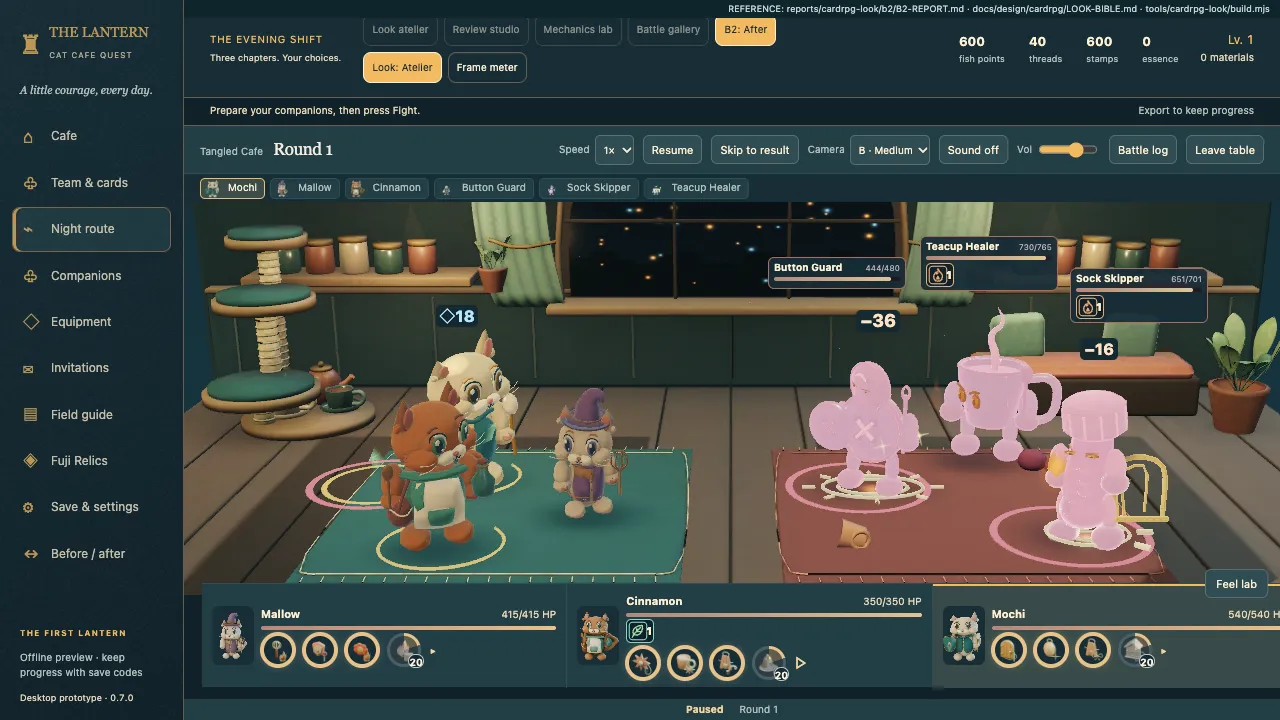 REFERENCE: reports/cardrpg-look/b2/B2-REPORT.md · docs/design/cardrpg/LOOK-BIBLE.md · tools/cardrpg-look/build.mjs
THE LANTERN
CAT CAFE QUEST
A little courage, every day.
Cafe
Team & cards
Night route
Companions
Equipment
Invitations
Field guide
Fuji Relics
Save & settings
Before / after
THE FIRST LANTERN
Offline preview · keep
progress with save codes
Desktop prototype · 0.7.0
THE EVENING SHIFT
Three chapters. Your choices.
Look atelier
Review studio
Mechanics lab
Battle gallery
B2: After
Look: Atelier
Frame meter
600
fish points
40
threads
600
stamps
0
essence
Lv. 1
0 materials
Prepare your companions, then press Fight.
Export to keep progress
Tangled Cafe
Round 1
Speed
1×
Resume
Skip to result
Camera
B · Medium
Sound off
Vol
Battle log
Leave table
Mochi
Mallow
Cinnamon
Button Guard
Sock Skipper
Teacup Healer
Button Guard 444/480
Teacup Healer 730/765
1
Sock Skipper 651/701
1
18
−36
−16
Feel lab
Mallow 415/415 HP
20
Cinnamon 350/350 HP
1
20
Mochi 540/540 H
20
Paused
Round 1